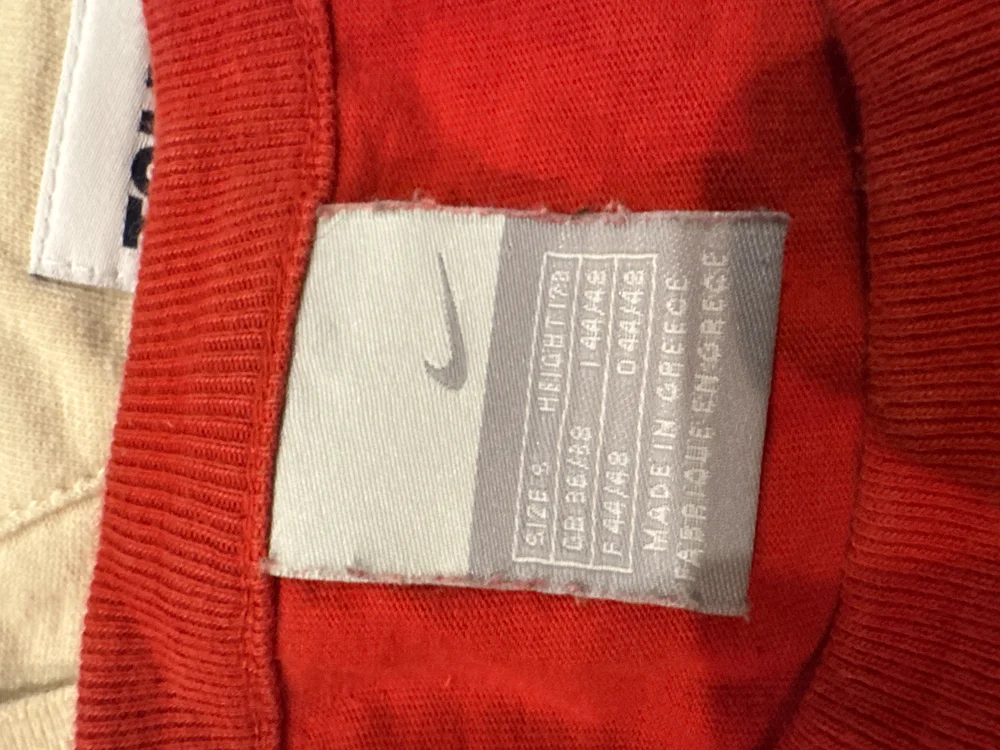 SIZE S HEIGHT 178
GB 36/38 I 44/48
F 44/48 D 44/48
MADE IN GREECE
FABRIQUE EN GRECE